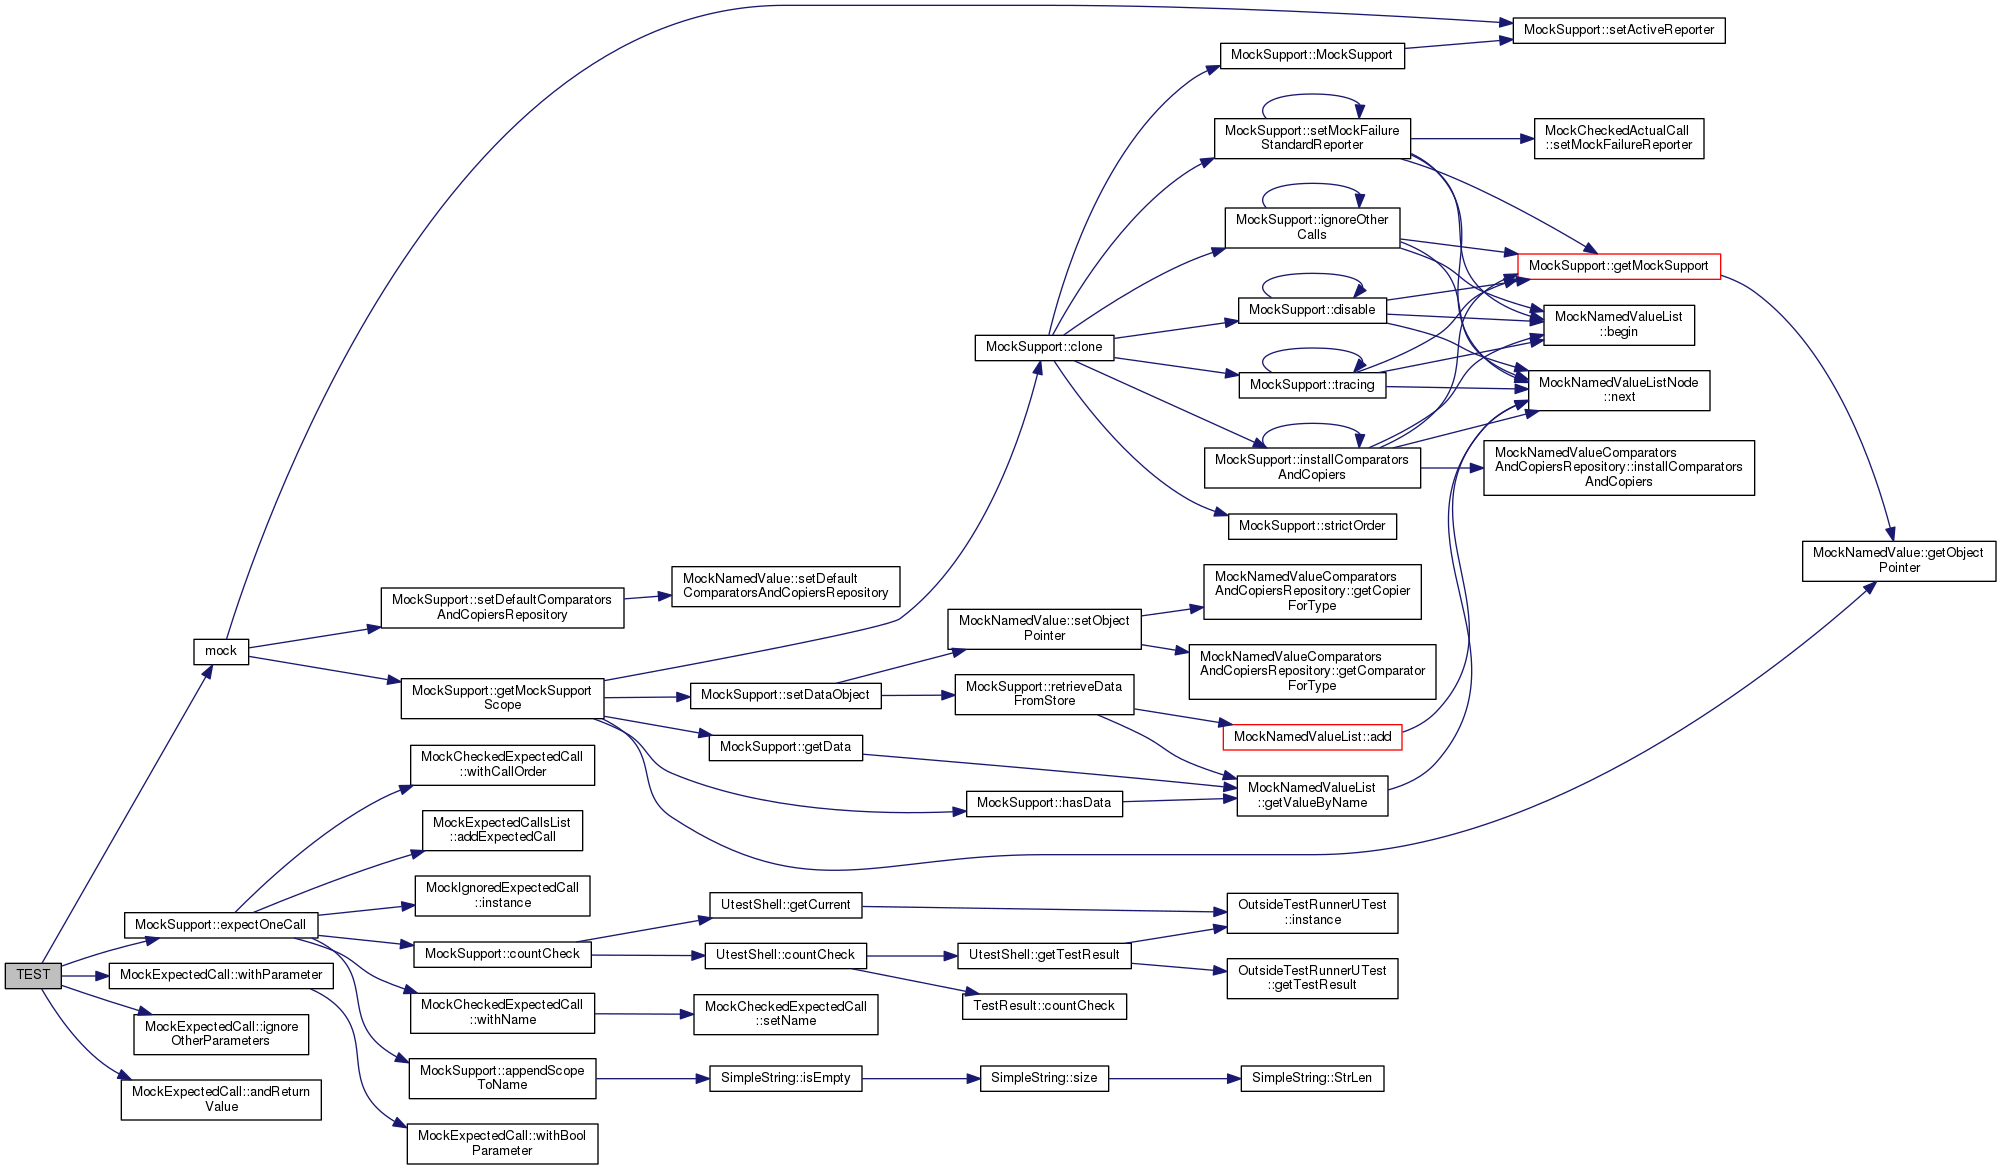 MockSupport::setActiveReporter
MockSupport::MockSupport
MockSupport::setMockFailure
StandardReporter
MockCheckedActualCall
::setMockFailureReporter
MockSupport::ignoreOther
Calls
MockSupport::getMockSupport
MockSupport::disable
MockNamedValueList
::begin
MockSupport::clone
MockSupport::tracing
MockNamedValueListNode
::next
MockSupport::installComparators
AndCopiers
MockNamedValueComparators
AndCopiersRepository::installComparators
AndCopiers
MockSupport::strictOrder
MockNamedValue::getObject
Pointer
MockNamedValueComparators
AndCopiersRepository::getCopier
ForType
MockNamedValue::setDefault
ComparatorsAndCopiersRepository
MockSupport::setDefaultComparators
AndCopiersRepository
MockNamedValue::setObject
Pointer
mock
MockNamedValueComparators
AndCopiersRepository::getComparator
ForType
MockSupport::getMockSupport
Scope
MockSupport::setDataObject
MockSupport::retrieveData
FromStore
MockNamedValueList::add
MockSupport::getData
MockCheckedExpectedCall
::withCallOrder
MockNamedValueList
::getValueByName
MockSupport::hasData
MockExpectedCallsList
::addExpectedCall
MockIgnoredExpectedCall
::instance
UtestShell::getCurrent
OutsideTestRunnerUTest
::instance
MockSupport::expectOneCall
MockSupport::countCheck
UtestShell::countCheck
UtestShell::getTestResult
TEST
MockExpectedCall::withParameter
OutsideTestRunnerUTest
::getTestResult
TestResult::countCheck
MockCheckedExpectedCall
::withName
MockCheckedExpectedCall
::setName
MockExpectedCall::ignore
OtherParameters
MockSupport::appendScope
ToName
SimpleString::isEmpty
SimpleString::size
SimpleString::StrLen
MockExpectedCall::andReturn
Value
MockExpectedCall::withBool
Parameter